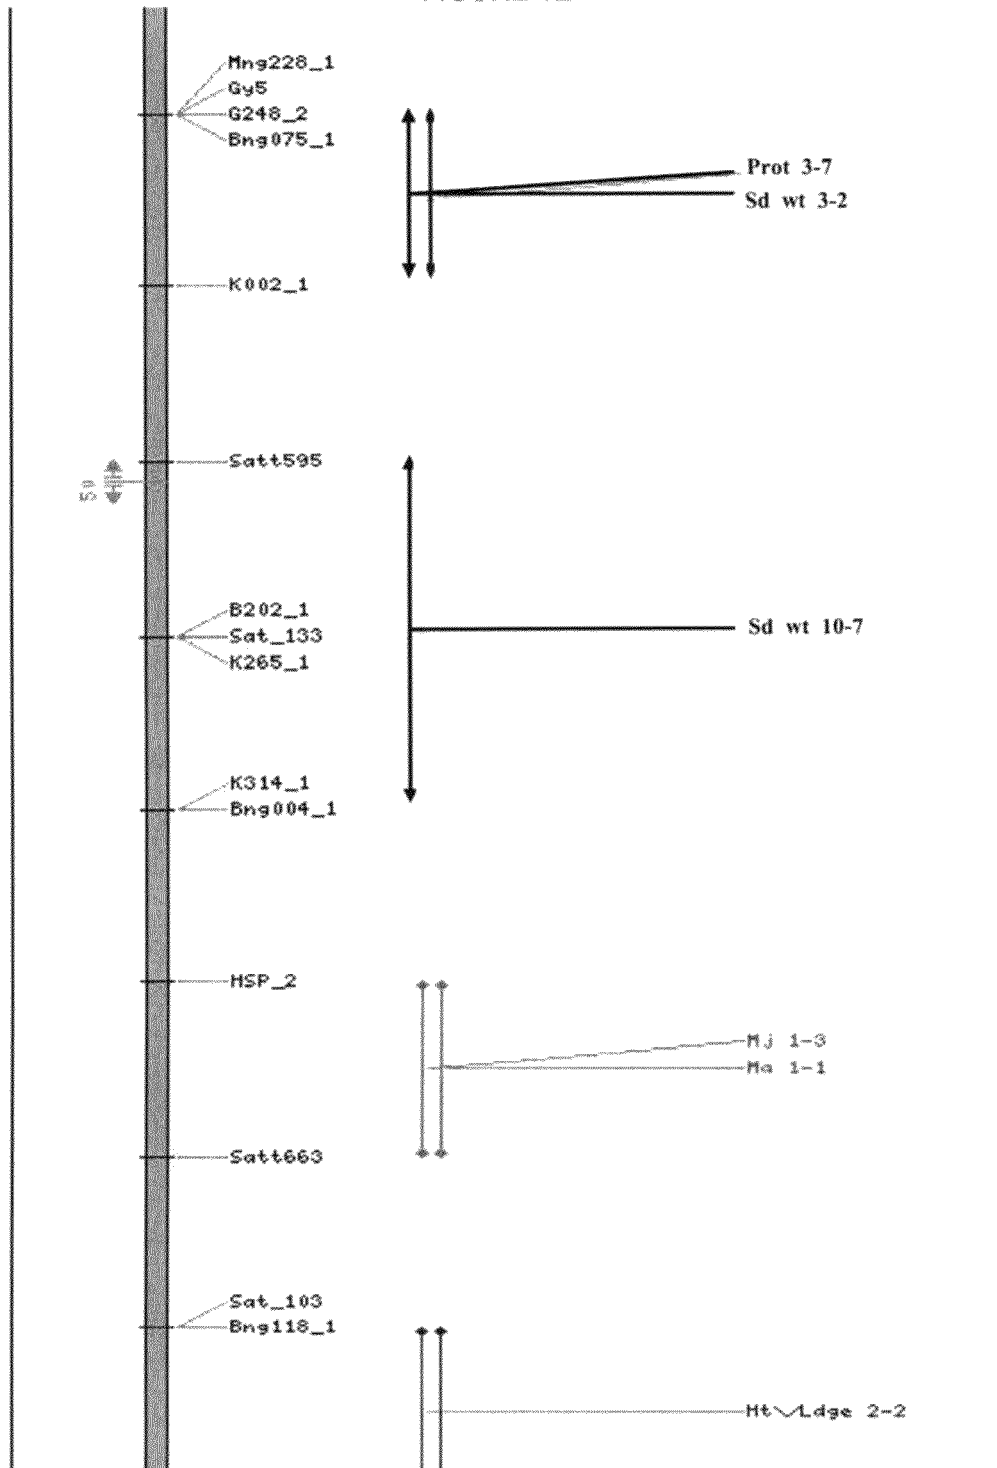 Mng228_1
Gy5
G248_2
Bng075_1
Prot 3-7
Sd wt 3-2
K002_1
Satt595
B202_1
Sat_133
K265_1
Sd wt 10-7
K314_1
Bng004_1
HSP_2
Mj 1-3
Ma 1-1
Satt663
Sat_103
Bng118_1
Ht Ldge 2-2